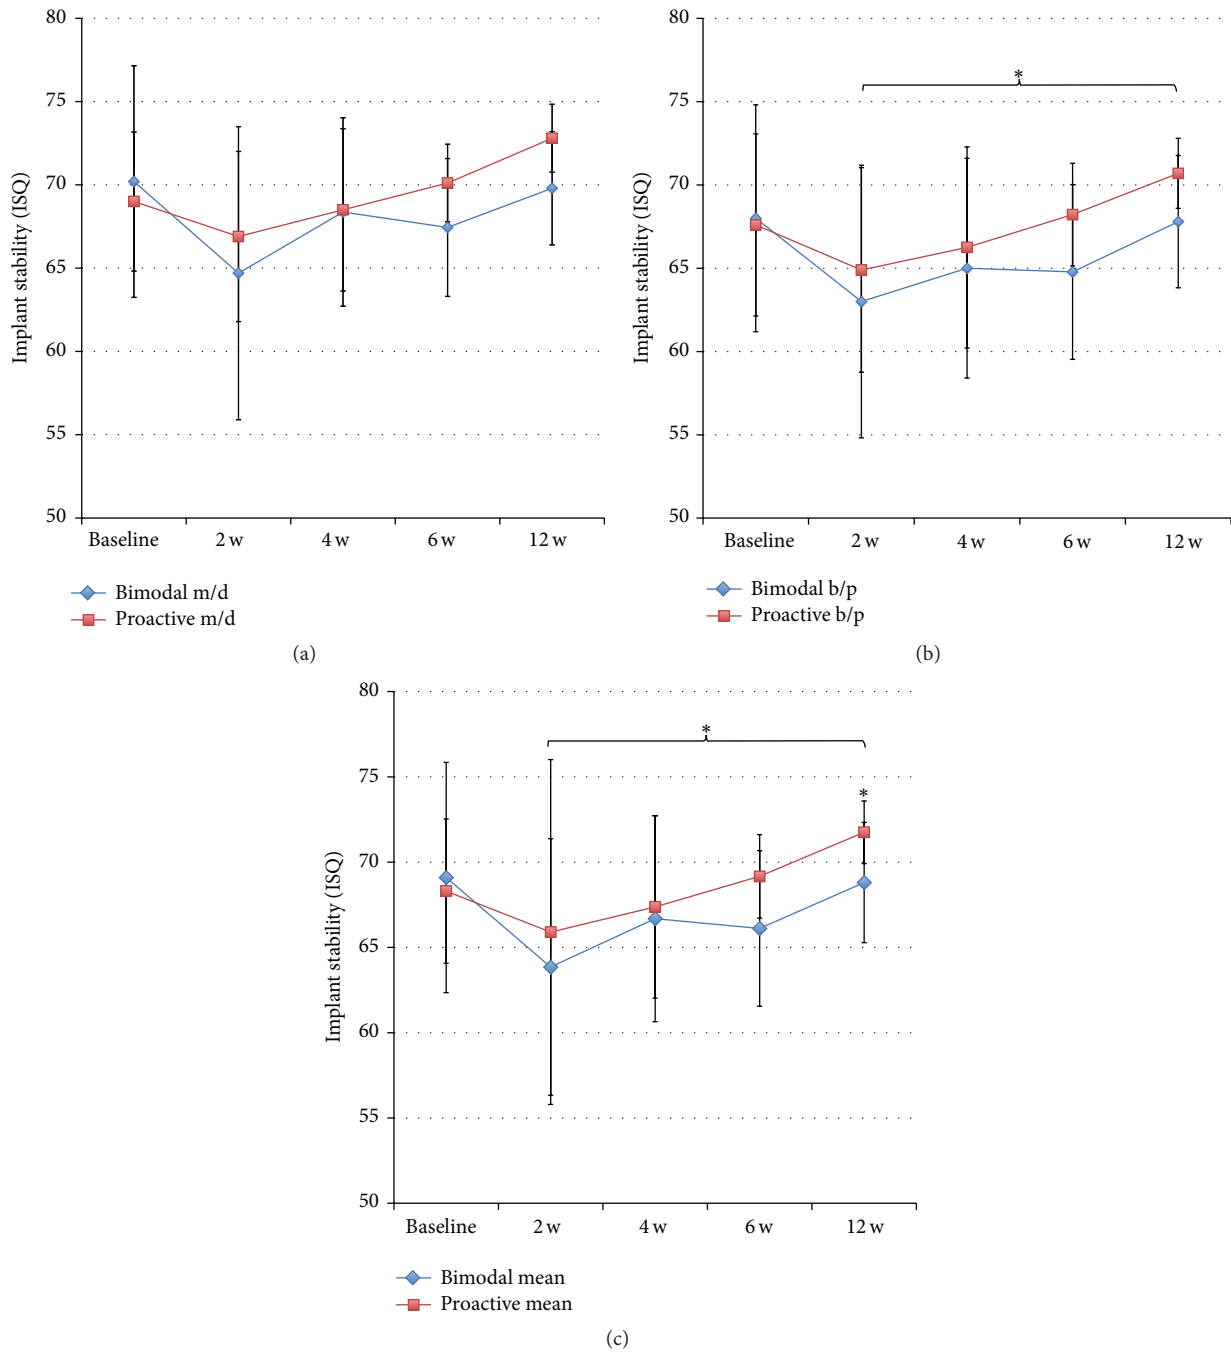 80
75
70
65
60
55
50
Implant stability (ISQ)
Baseline 2 w 4 w 6 w 12 w
Bimodal m/d
Proactive m/d
(a)
80
75
70
65
60
55
50
Implant stability (ISQ)
*
Baseline 2 w 4 w 6 w 12 w
Bimodal b/p
Proactive b/p
(b)
80
75
70
65
60
55
50
Implant stability (ISQ)
*
*
Baseline 2 w 4 w 6 w 12 w
Bimodal mean
Proactive mean
(c)